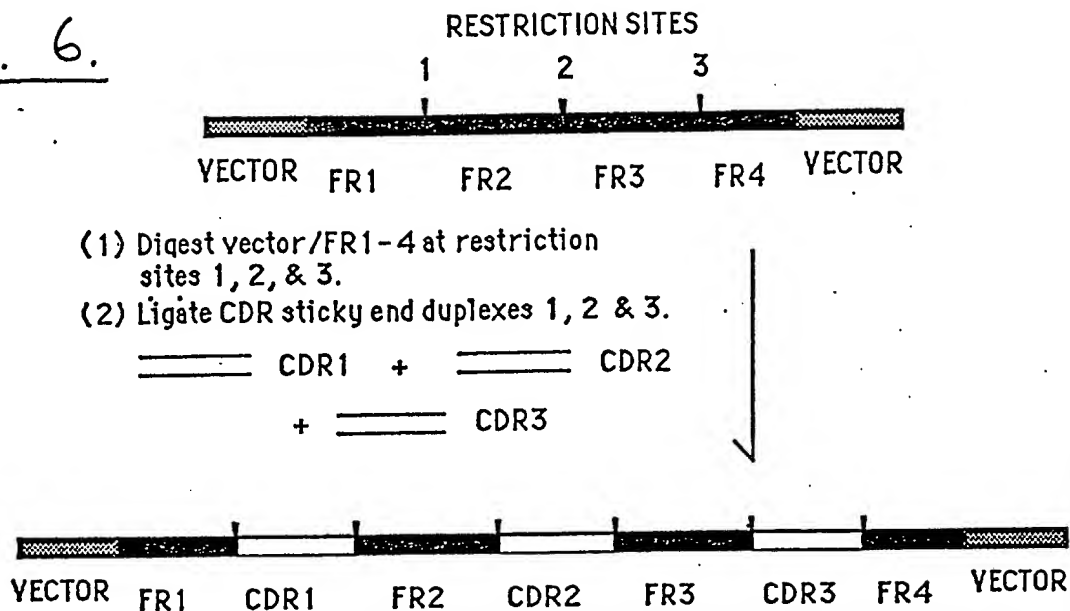 . 6.
RESTRICTION SITES
1 2 3
VECTOR FR1 FR2 FR3 FR4 VECTOR
(1) Digest vector/FR1-4 at restriction
sites 1, 2, & 3.
(2) Ligate CDR sticky end duplexes 1, 2 & 3.
CDR1 + CDR2
+ CDR3
VECTOR FR1 CDR1 FR2 CDR2 FR3 CDR3 FR4 VECTOR